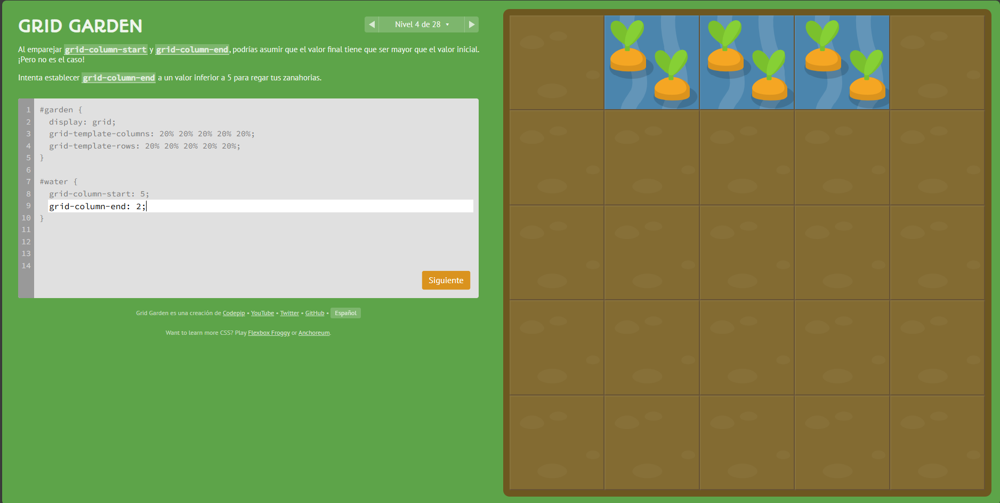 GRID GARDEN
◀ Nivel 4 de 28 ▾ ▶
Al emparejar grid-column-start y grid-column-end, podrías asumir que el valor final tiene que ser mayor que el valor inicial.
¡Pero no es el caso!
Intenta establecer grid-column-end a un valor inferior a 5 para regar tus zanahorias.
1 #garden {
2 display: grid;
3 grid-template-columns: 20% 20% 20% 20% 20%;
4 grid-template-rows: 20% 20% 20% 20% 20%;
5 }
6
7 #water {
8 grid-column-start: 5;
9 grid-column-end: 2;
10 }
11
12
13
14
Siguiente
Grid Garden es una creación de Codepip • YouTube • Twitter • GitHub • Español
Want to learn more CSS? Play Flexbox Froggy or Anchoreum.